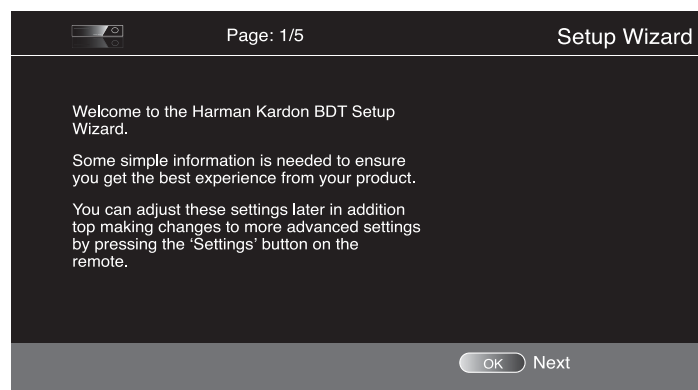 Page: 1/5
Setup Wizard
Welcome to the Harman Kardon BDT Setup
Wizard.
Some simple information is needed to ensure
you get the best experience from your product.
You can adjust these settings later in addition
top making changes to more advanced settings
by pressing the ‘Settings’ button on the
remote.
OK Next